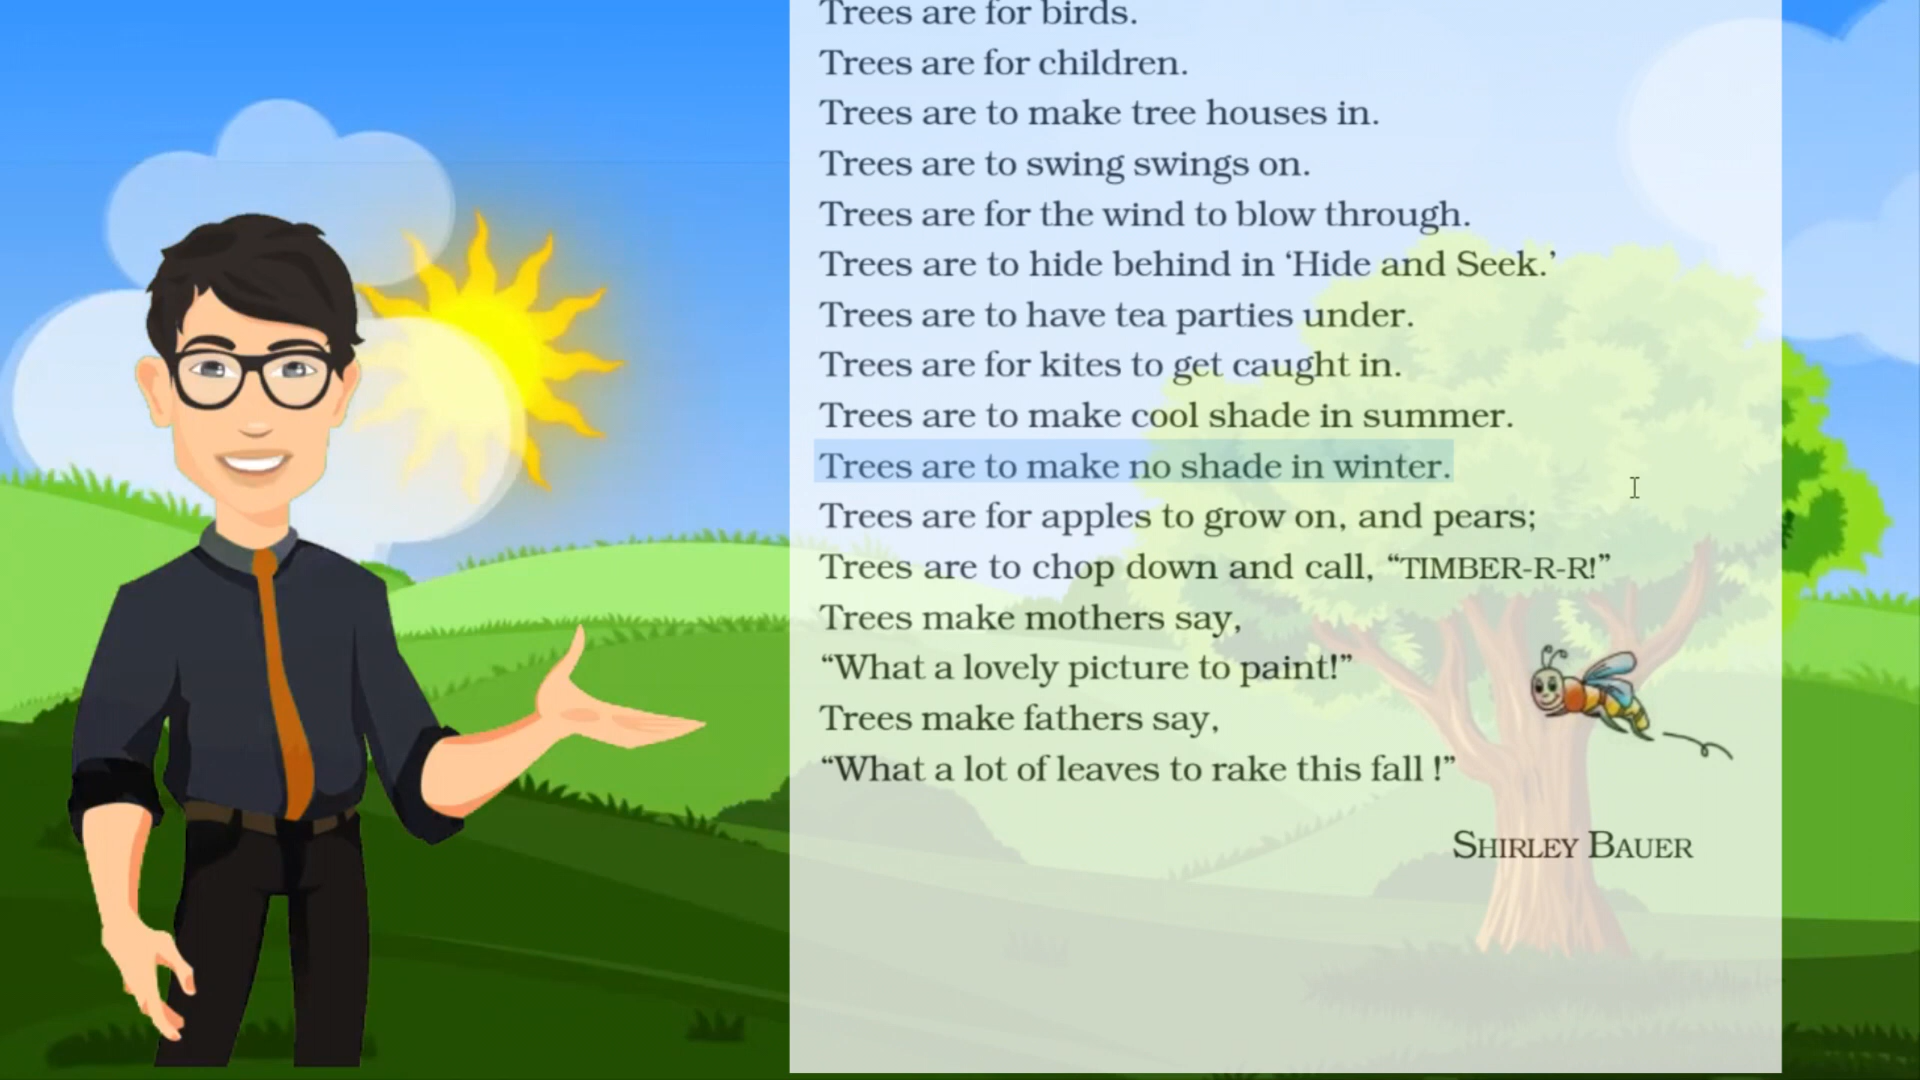 Trees are for birds.
Trees are for children.
Trees are to make tree houses in.
Trees are to swing swings on.
Trees are for the wind to blow through.
Trees are to hide behind in ‘Hide and Seek.’
Trees are to have tea parties under.
Trees are for kites to get caught in.
Trees are to make cool shade in summer.
Trees are to make no shade in winter.
Trees are for apples to grow on, and pears;
Trees are to chop down and call, “TIMBER-R-R!”
Trees make mothers say,
“What a lovely picture to paint!”
Trees make fathers say,
“What a lot of leaves to rake this fall !”
SHIRLEY BAUER